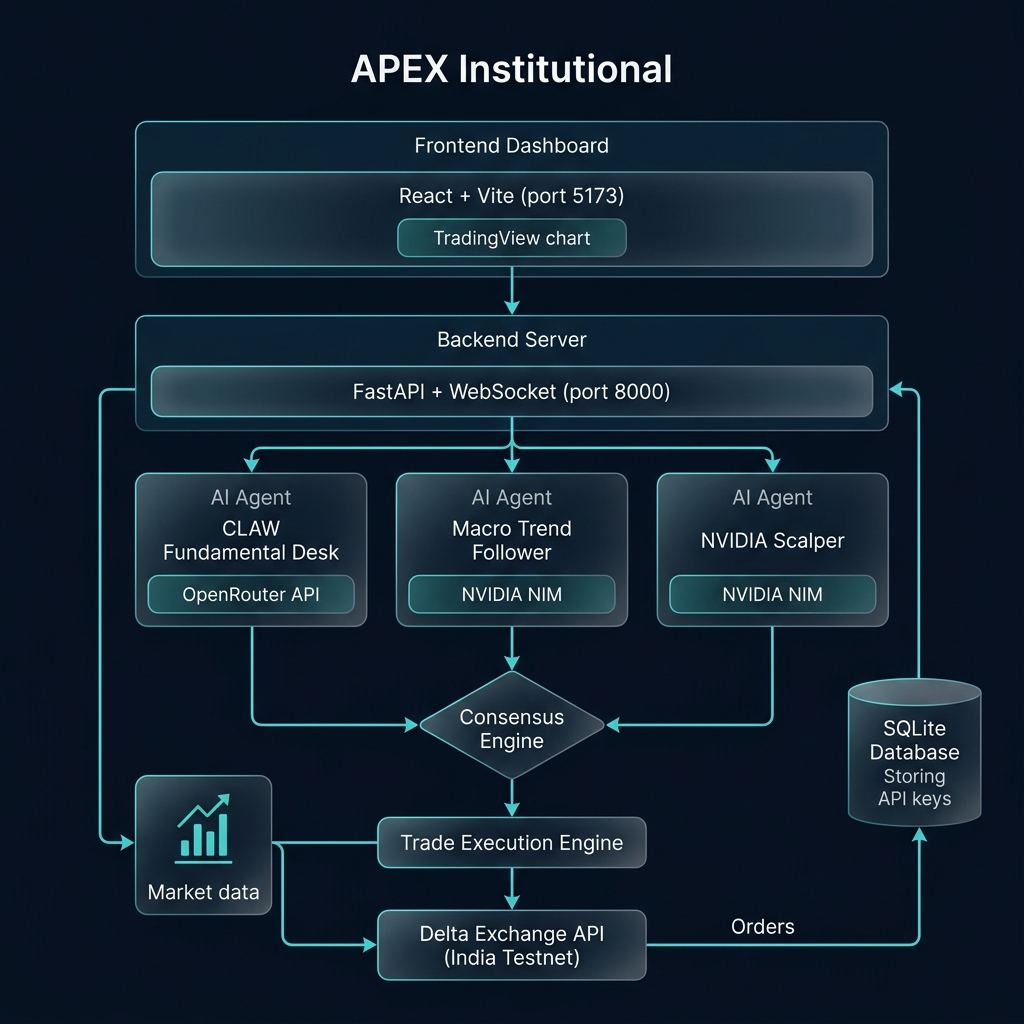 APEX Institutional
Frontend Dashboard
React + Vite (port 5173)
TradingView chart
Backend Server
FastAPI + WebSocket (port 8000)
AI Agent
CLAW
Fundamental Desk
OpenRouter API
AI Agent
Macro Trend
Follower
NVIDIA NIM
AI Agent
NVIDIA Scalper
NVIDIA NIM
Consensus
Engine
SQLite
Database
Storing
API keys
Market data
Trade Execution Engine
Delta Exchange API
(India Testnet)
Orders